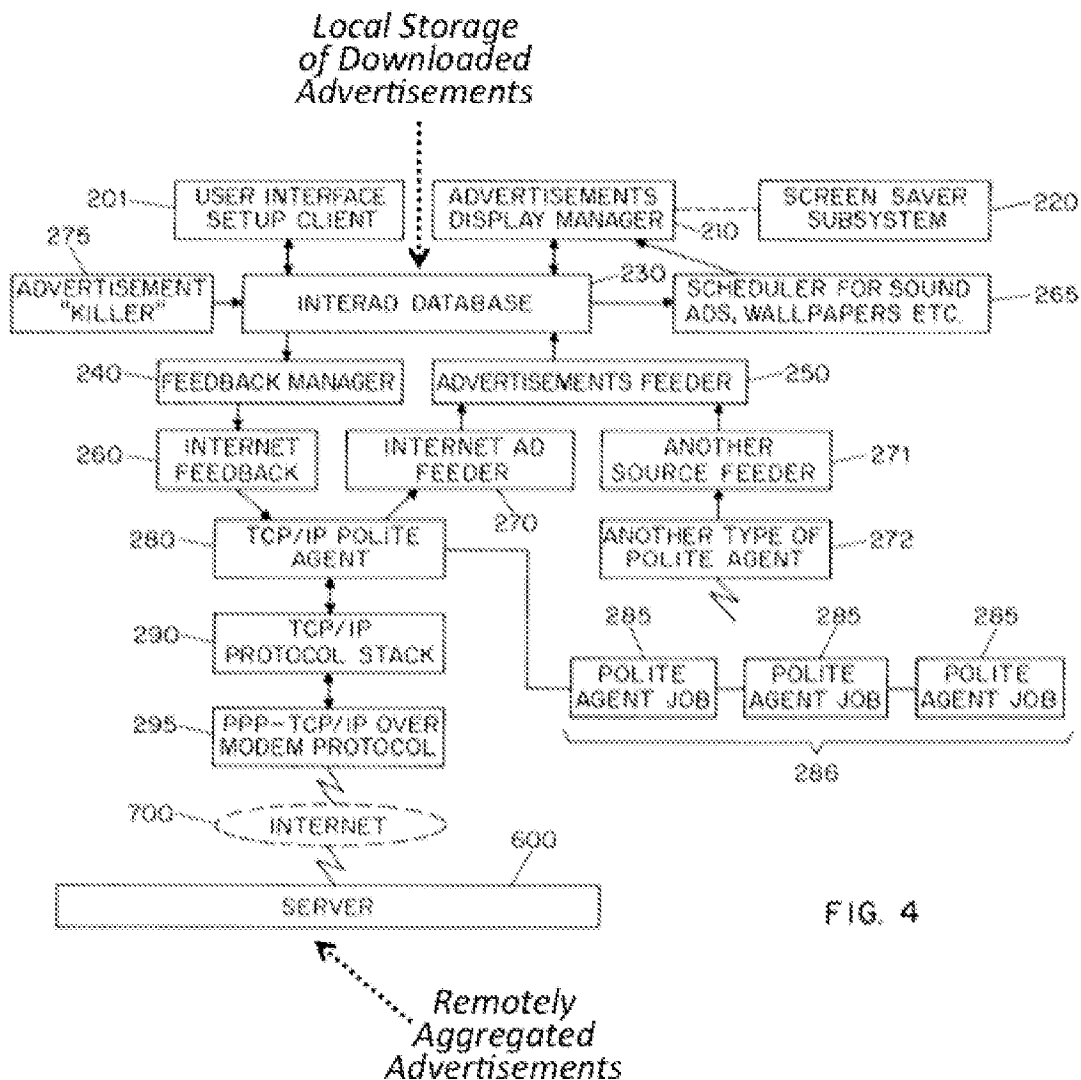 Local Storage
of Downloaded
Advertisements
201
USER INTERFACE
SETUP CLIENT
ADVERTISEMENTS
DISPLAY MANAGER
210
SCREEN SAVER
SUBSYSTEM
220
275
ADVERTISEMENT
"KILLER"
INTERAD DATABASE
230
SCHEDULER FOR SOUND
ADS, WALLPAPERS ETC.
265
240
FEEDBACK MANAGER
ADVERTISEMENTS FEEDER
250
260
INTERNET
FEEDBACK
INTERNET AD
FEEDER
270
ANOTHER
SOURCE FEEDER
271
280
TCP/IP POLITE
AGENT
ANOTHER TYPE OF
POLITE AGENT
272
290
TCP/IP
PROTOCOL STACK
285
285
285
POLITE
AGENT JOB
POLITE
AGENT JOB
POLITE
AGENT JOB
286
295
PPP-TCP/IP OVER
MODEM PROTOCOL
700
INTERNET
600
SERVER
FIG. 4
Remotely
Aggregated
Advertisements